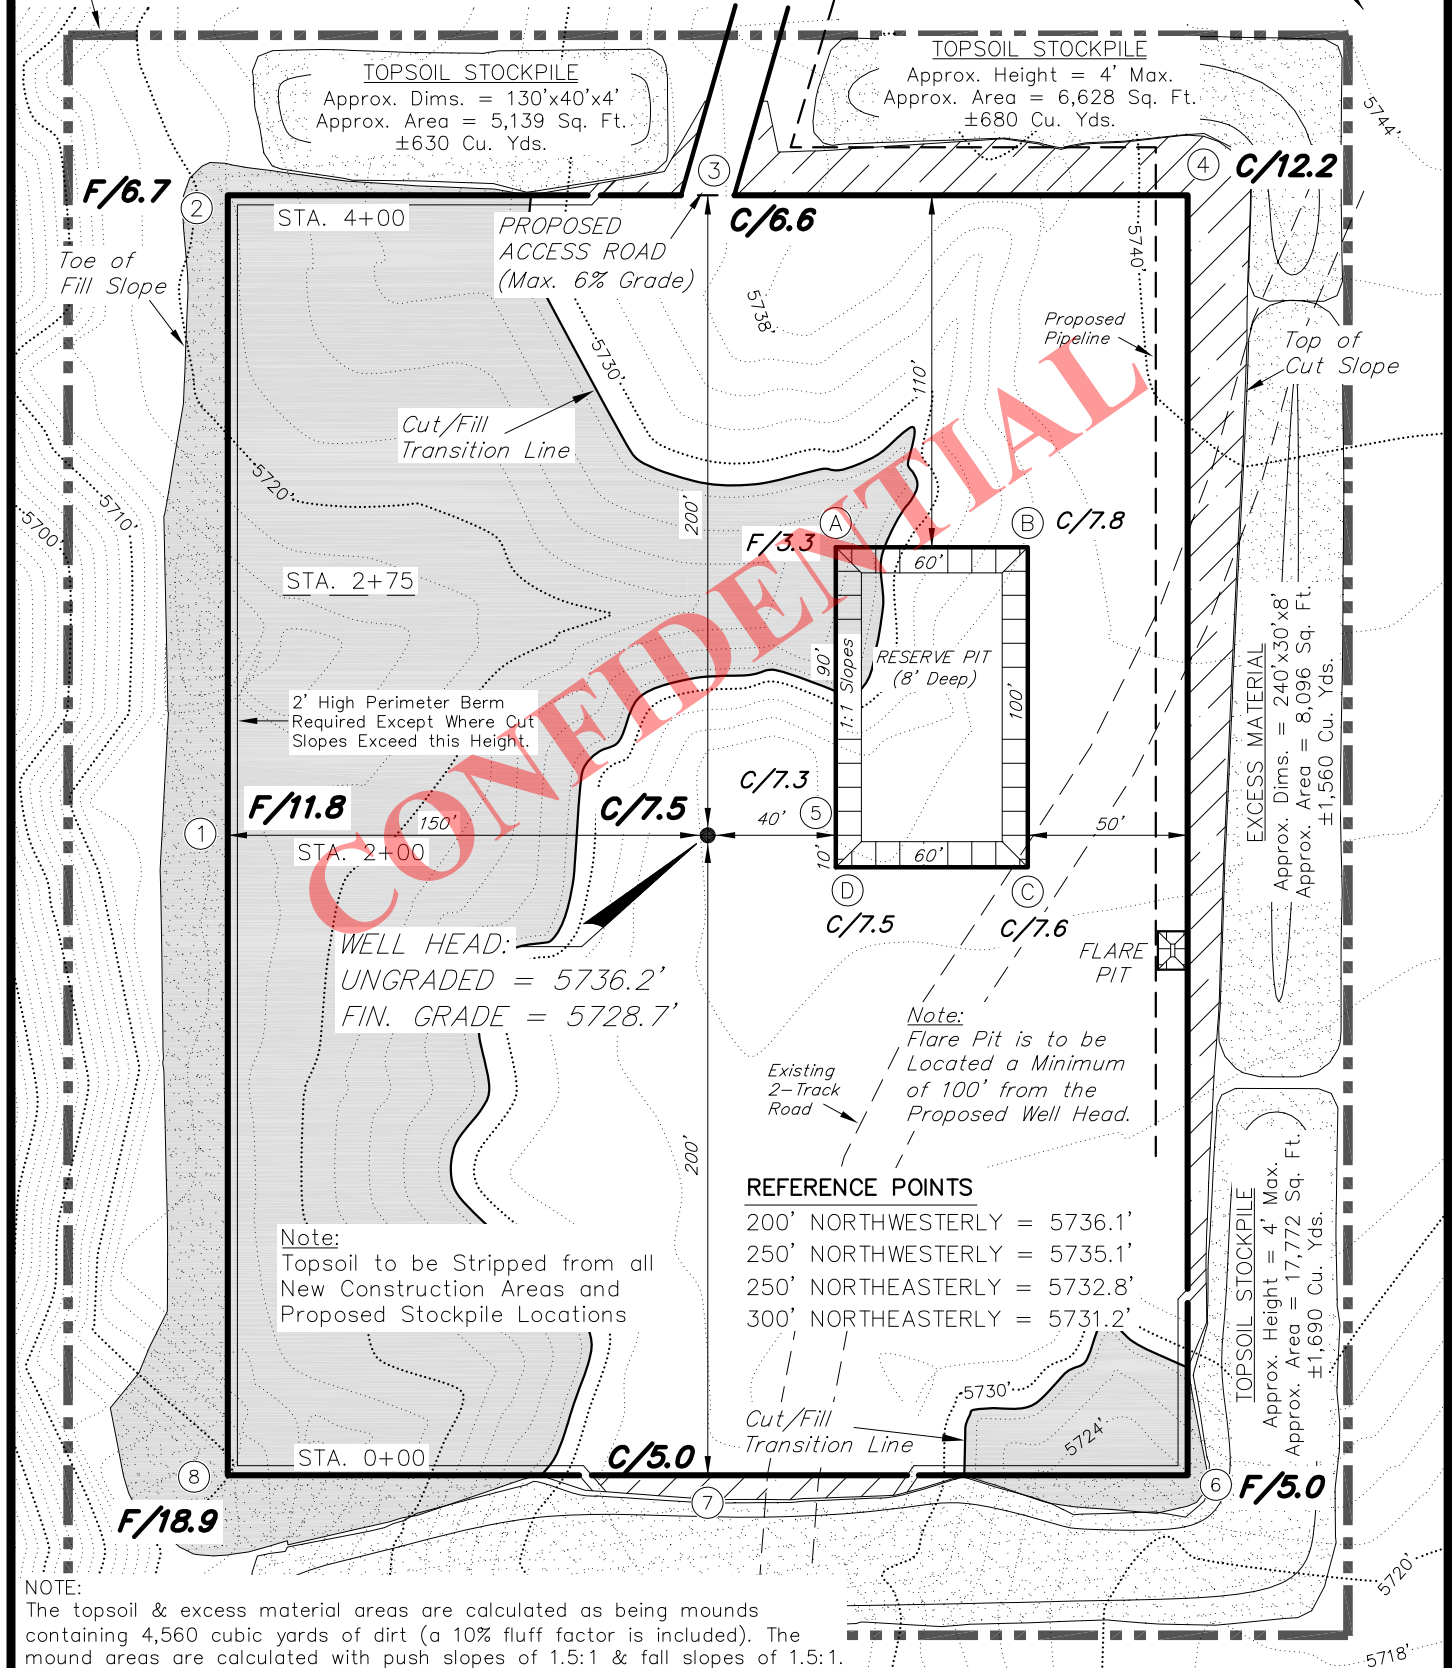 TOPSOIL STOCKPILE
Approx. Dims. = 130'x40'x4'
Approx. Area = 5,139 Sq. Ft.
±630 Cu. Yds.
TOPSOIL STOCKPILE
Approx. Height = 4' Max.
Approx. Area = 6,628 Sq. Ft.
±680 Cu. Yds.
5744'
F/6.7
2
3
4
C/12.2
STA. 4+00
PROPOSED
ACCESS ROAD
(Max. 6% Grade)
C/6.6
Toe of
Fill Slope
5740'
5738'
Proposed
Pipeline
Top of
Cut Slope
5730'
110'
Cut/Fill
Transition Line
5720'
5710'
5700'
200'
A
B
C/7.8
F/3.3
60'
STA. 2+75
CONFIDENTIAL
90'
1:1 Slopes
RESERVE PIT
(8' Deep)
100'
EXCESS MATERIAL
Approx. Dims. = 240'x30'x8'
Approx. Area = 8,096 Sq. Ft.
±1,560 Cu. Yds.
2' High Perimeter Berm
Required Except Where Cut
Slopes Exceed this Height.
F/11.8
C/7.5
C/7.3
5
1
150'
40'
50'
STA. 2+00
10'
60'
D
C
C/7.5
C/7.6
WELL HEAD:
UNGRADED = 5736.2'
FIN. GRADE = 5728.7'
FLARE
PIT
Note:
Flare Pit is to be
Located a Minimum
of 100' from the
Proposed Well Head.
Existing
2-Track
Road
200'
REFERENCE POINTS
200' NORTHWESTERLY = 5736.1'
250' NORTHWESTERLY = 5735.1'
250' NORTHEASTERLY = 5732.8'
300' NORTHEASTERLY = 5731.2'
Note:
Topsoil to be Stripped from all
New Construction Areas and
Proposed Stockpile Locations
TOPSOIL STOCKPILE
Approx. Height = 4' Max.
Approx. Area = 17,772 Sq. Ft.
±1,690 Cu. Yds.
5730'
Cut/Fill
Transition Line
5724'
STA. 0+00
C/5.0
8
7
6
F/5.0
F/18.9
5720'
5718'
NOTE:
The topsoil & excess material areas are calculated as being mounds
containing 4,560 cubic yards of dirt (a 10% fluff factor is included). The
mound areas are calculated with push slopes of 1.5:1 & fall slopes of 1.5:1.